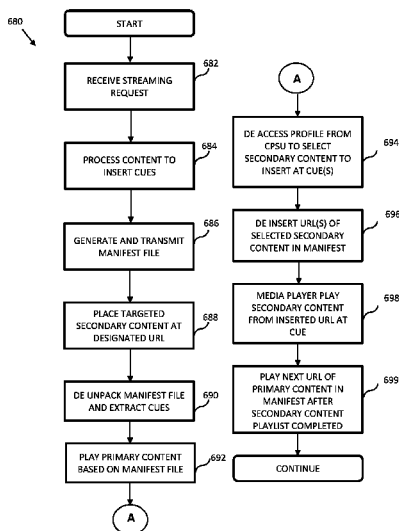 680
START
RECEIVE STREAMING
REQUEST
682
PROCESS CONTENT TO
INSERT CUES
684
GENERATE AND TRANSMIT
MANIFEST FILE
686
PLACE TARGETED
SECONDARY CONTENT AT
DESIGNATED URL
688
DE UNPACK MANIFEST FILE
AND EXTRACT CUES
690
PLAY PRIMARY CONTENT
BASED ON MANIFEST FILE
692
A
A
DE ACCESS PROFILE FROM
CPSU TO SELECT
SECONDARY CONTENT TO
INSERT AT CUE(S)
694
DE INSERT URL(S) OF
SELECTED SECONDARY
CONTENT IN MANIFEST
696
MEDIA PLAYER PLAY
SECONDARY CONTENT
FROM INSERTED URL AT
CUE
698
PLAY NEXT URL OF
PRIMARY CONTENT IN
MANIFEST AFTER
SECONDARY CONTENT
PLAYLIST COMPLETED
699
CONTINUE